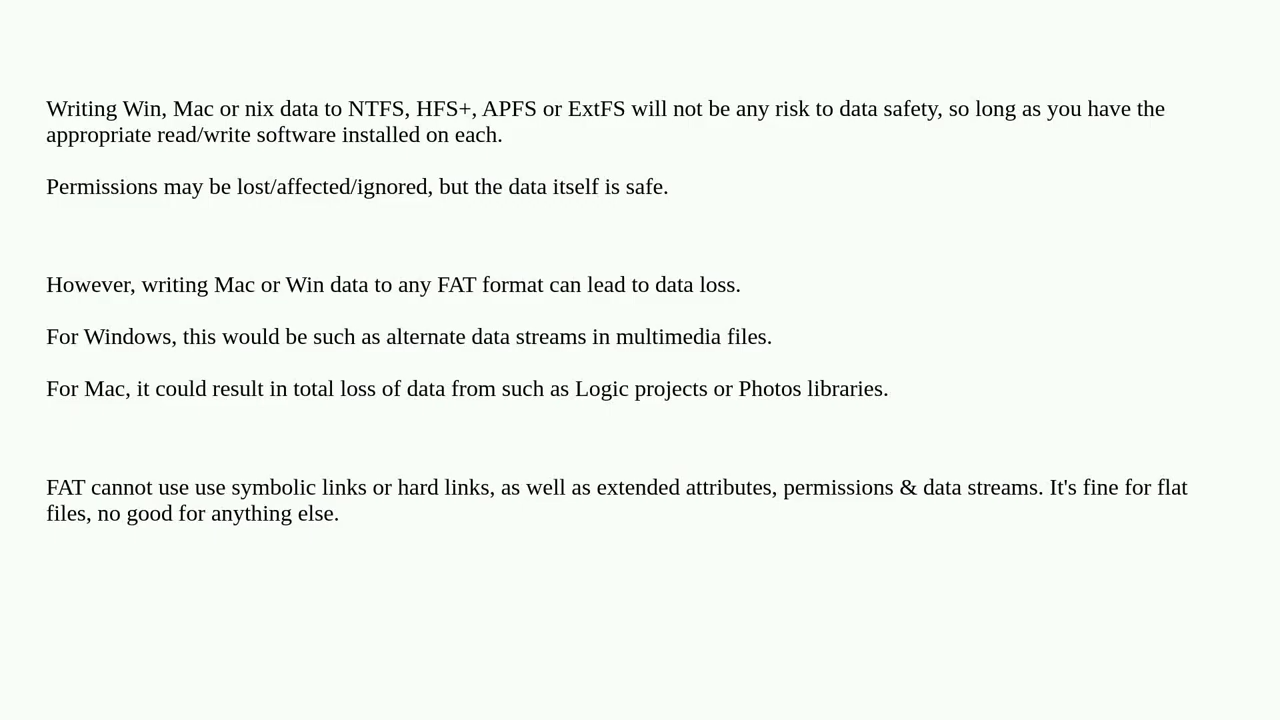 Writing Win, Mac or nix data to NTFS, HFS+, APFS or ExtFS will not be any risk to data safety, so long as you have the
appropriate read/write software installed on each.
Permissions may be lost/affected/ignored, but the data itself is safe.
However, writing Mac or Win data to any FAT format can lead to data loss.
For Windows, this would be such as alternate data streams in multimedia files.
For Mac, it could result in total loss of data from such as Logic projects or Photos libraries.
FAT cannot use use symbolic links or hard links, as well as extended attributes, permissions & data streams. It's fine for flat
files, no good for anything else.